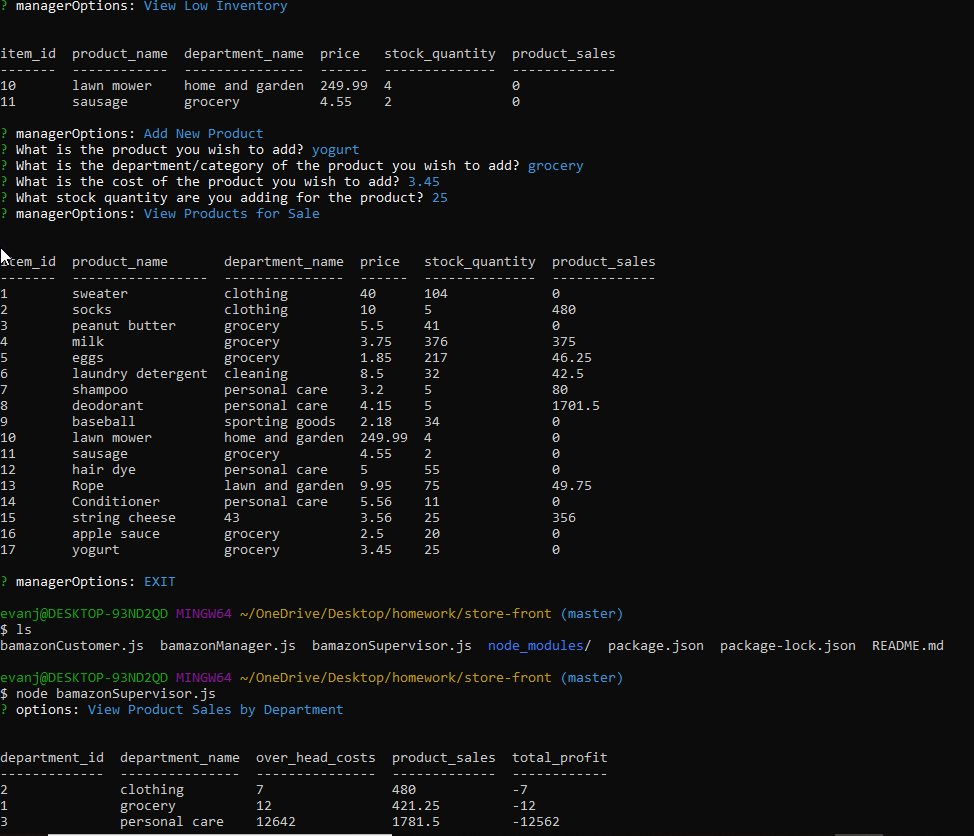 ? managerOptions: View Low Inventory
item_id  product_name  department_name  price   stock_quantity  product_sales
-------  ------------  ---------------  ------  --------------  -------------
10       lawn mower    home and garden  249.99  4               0
11       sausage       grocery          4.55    2               0
? managerOptions: Add New Product
? What is the product you wish to add? yogurt
? What is the department/category of the product you wish to add? grocery
? What is the cost of the product you wish to add? 3.45
? What stock quantity are you adding for the product? 25
? managerOptions: View Products for Sale
item_id  product_name       department_name  price   stock_quantity  product_sales
-------  -----------------  ---------------  ------  --------------  -------------
1        sweater            clothing         40      104             0
2        socks              clothing         10      5               480
3        peanut butter      grocery          5.5     41              0
4        milk               grocery          3.75    376             375
5        eggs               grocery          1.85    217             46.25
6        laundry detergent  cleaning         8.5     32              42.5
7        shampoo            personal care    3.2     5               80
8        deodorant          personal care    4.15    5               1701.5
9        baseball           sporting goods   2.18    34              0
10       lawn mower         home and garden  249.99  4               0
11       sausage            grocery          4.55    2               0
12       hair dye           personal care    5       55              0
13       Rope               lawn and garden  9.95    75              49.75
14       Conditioner        personal care    5.56    11              0
15       string cheese      43               3.56    25              356
16       apple sauce        grocery          2.5     20              0
17       yogurt             grocery          3.45    25              0
? managerOptions: EXIT
evanj@DESKTOP-93ND2QD MINGW64 ~/OneDrive/Desktop/homework/store-front (master)
$ ls
bamazonCustomer.js  bamazonManager.js  bamazonSupervisor.js  node_modules/  package.json  package-lock.json  README.md
evanj@DESKTOP-93ND2QD MINGW64 ~/OneDrive/Desktop/homework/store-front (master)
$ node bamazonSupervisor.js
? options: View Product Sales by Department
department_id  department_name  over_head_costs  product_sales  total_profit
-------------  ---------------  ---------------  -------------  ------------
2              clothing         7                480            -7
1              grocery          12               421.25         -12
3              personal care    12642            1781.5         -12562